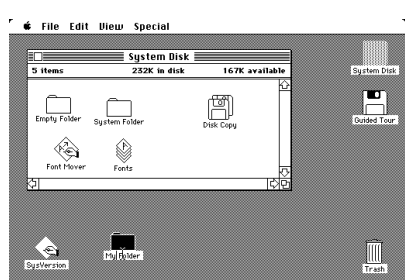 File Edit View Special
System Disk
5 items 232K in disk 167K available
Empty Folder
System Folder
Disk Copy
Font Mover
Fonts
System Disk
Guided Tour
SysVersion
My Folder
Trash